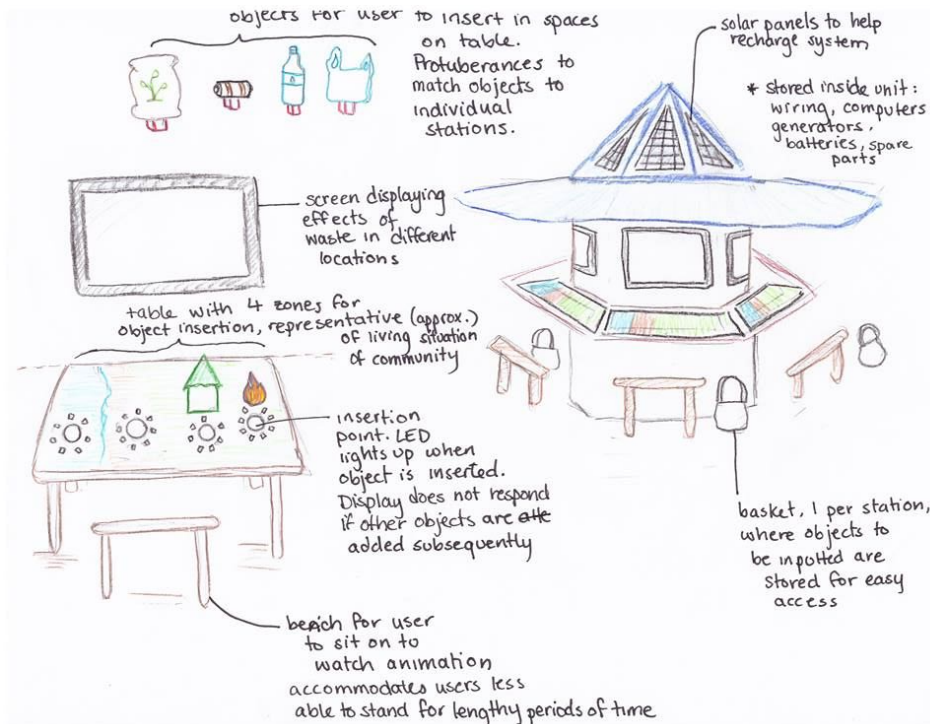 objects for user to insert in spaces
on table.
Protuberances to
match objects to
individual
stations.
solar panels to help
recharge system
* stored inside unit:
wiring, computers
generators,
batteries, spare
parts
screen displaying
effects of
waste in different
locations
table with 4 zones for
object insertion, representative (approx.)
of living situation
of community
insertion
point. LED
lights up when
object is inserted.
Display does not respond
if other objects are
added subsequently
basket, 1 per station,
where objects to
be inputted are
stored for easy
access
bench for user
to sit on to
watch animation
accommodates users less
able to stand for lengthy periods of time